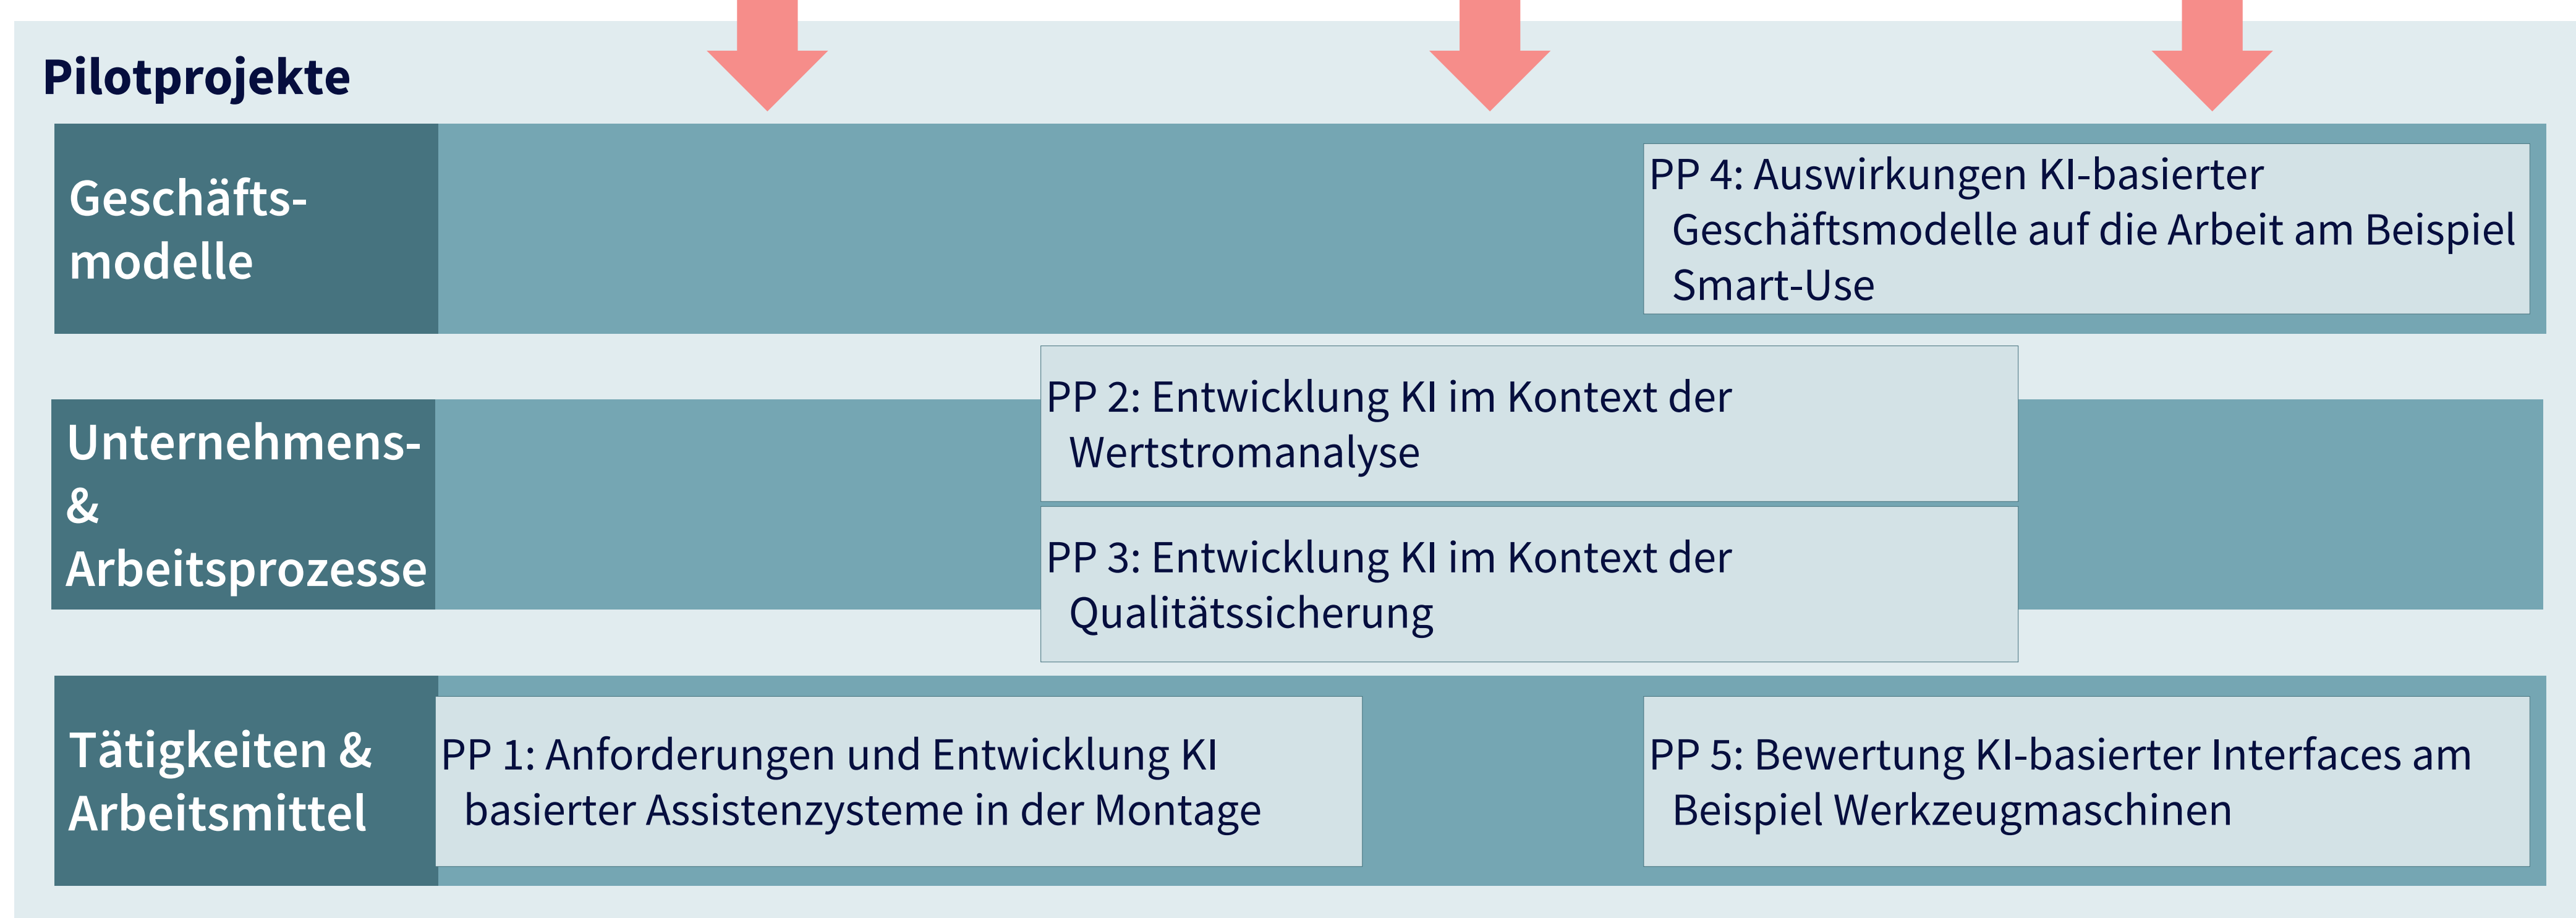 Pilotprojekte
Geschäfts-
modelle
PP 4: Auswirkungen KI-basierter
Geschäftsmodelle auf die Arbeit am Beispiel
Smart-Use
Unternehmens-
&
Arbeitsprozesse
PP 2: Entwicklung KI im Kontext der
Wertstromanalyse
PP 3: Entwicklung KI im Kontext der
Qualitätssicherung
Tätigkeiten &
Arbeitsmittel
PP 1: Anforderungen und Entwicklung KI
basierter Assistenzysteme in der Montage
PP 5: Bewertung KI-basierter Interfaces am
Beispiel Werkzeugmaschinen